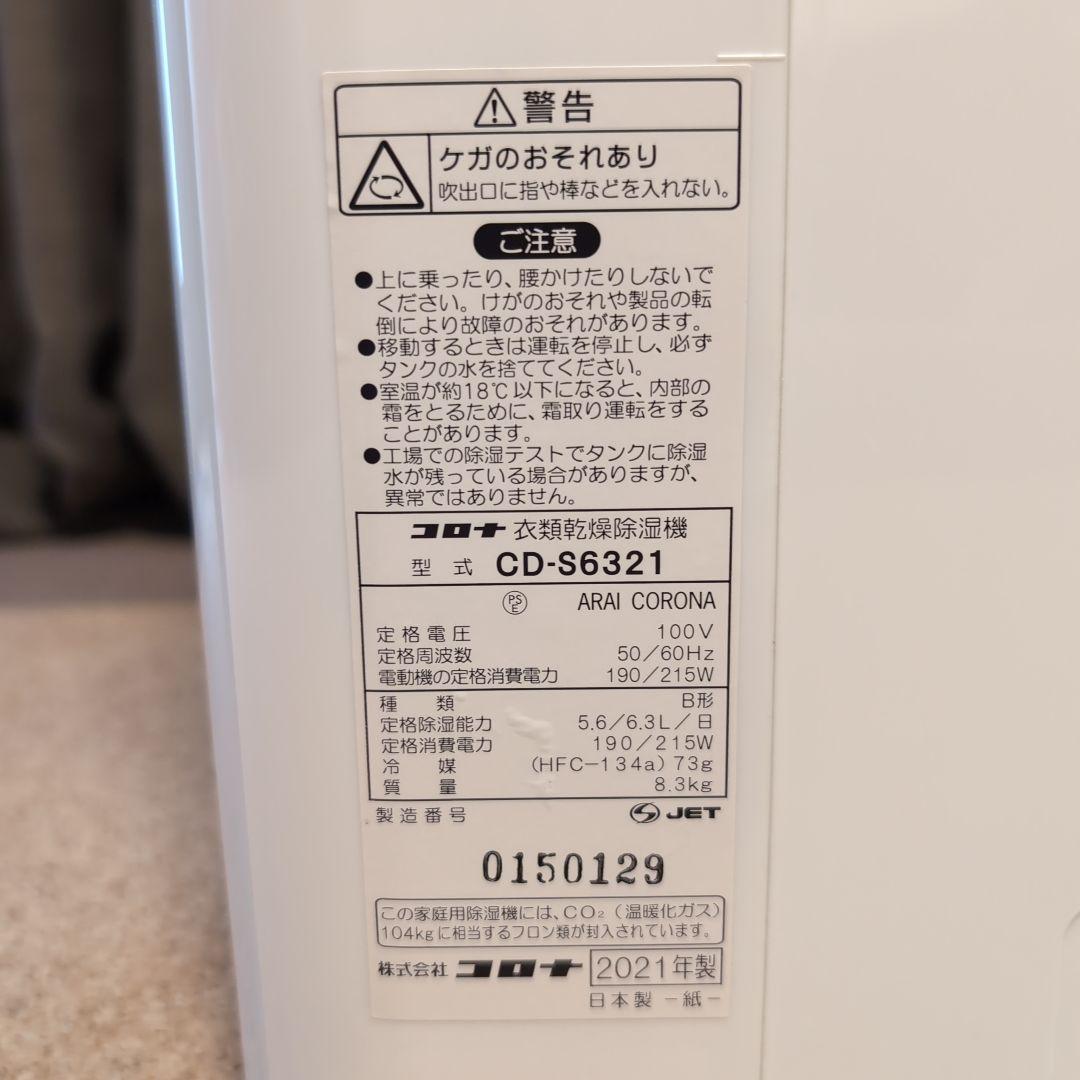 ⚠警告
ケガのおそれあり
吹出口に指や棒などを入れない。
ご注意
●上に乗ったり、腰かけたりしないで
ください。けがのおそれや製品の転
倒により故障のおそれがあります。
●移動するときは運転を停止し、必ず
タンクの水を捨ててください。
●室温が約18℃以下になると、内部の
霜をとるために、霜取り運転をする
ことがあります。
●工場での除湿テストでタンクに除湿
水が残っている場合がありますが、
異常ではありません。
コロナ 衣類乾燥除湿機
型式 CD-S6321
PSE ARAI CORONA
定格電圧 100V
定格周波数 50/60Hz
電動機の定格消費電力 190/215W
種類 B形
定格除湿能力 5.6/6.3L/日
定格消費電力 190/215W
冷媒 (HFC-134a) 73g
質量 8.3kg
製造番号 JET
0150129
この家庭用除湿機には、CO₂(温暖化ガス)
104kgに相当するフロン類が封入されています。
株式会社 コロナ 2021年製
日本製 -紙-